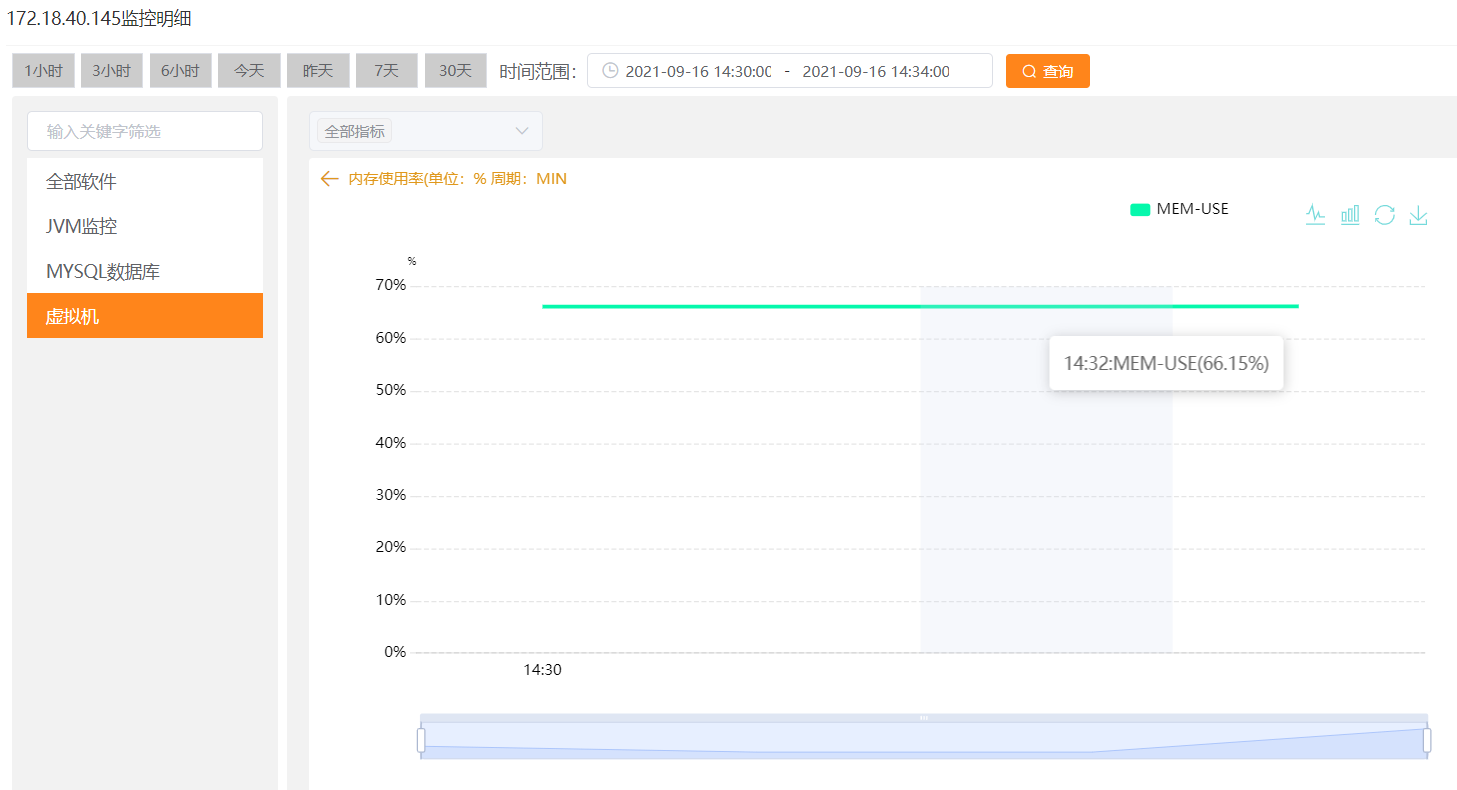 172.18.40.145监控明细
1小时 3小时 6小时 今天 昨天 7天 30天 时间范围： 2021-09-16 14:30:00 - 2021-09-16 14:34:00 查询
输入关键字筛选
全部软件
JVM监控
MYSQL数据库
虚拟机
全部指标
内存使用率(单位：% 周期：MIN
MEM-USE
%
70%
60%
14:32:MEM-USE(66.15%)
50%
40%
30%
20%
10%
0%
14:30